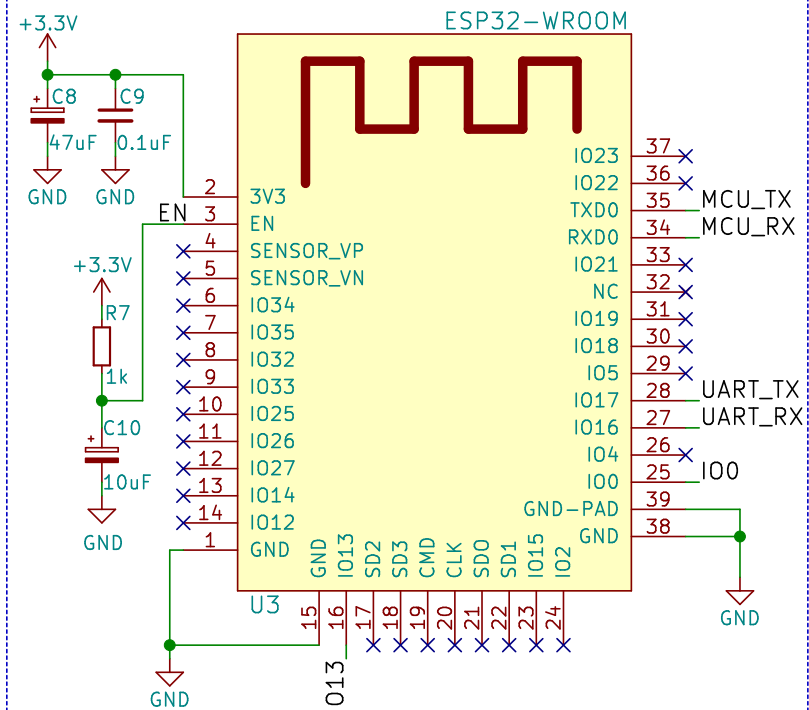 ESP32-WROOM
+3.3V
C8
47uF
GND
C9
0.1uF
GND
2 3V3
EN 3 EN
4 SENSOR_VP
5 SENSOR_VN
6 IO34
7 IO35
8 IO32
9 IO33
10 IO25
11 IO26
12 IO27
13 IO14
14 IO12
1 GND
+3.3V
R7
1k
C10
10uF
GND
IO23 37
IO22 36
TXD0 35 MCU_TX
RXD0 34 MCU_RX
IO21 33
NC 32
IO19 31
IO18 30
IO5 29
IO17 28 UART_TX
IO16 27 UART_RX
IO4 26
IO0 25 IO0
GND-PAD 39
GND 38
GND
GND 15
IO13 16 O13
SD2 17
SD3 18
CMD 19
CLK 20
SD0 21
SD1 22
IO15 23
IO2 24
U3
GND